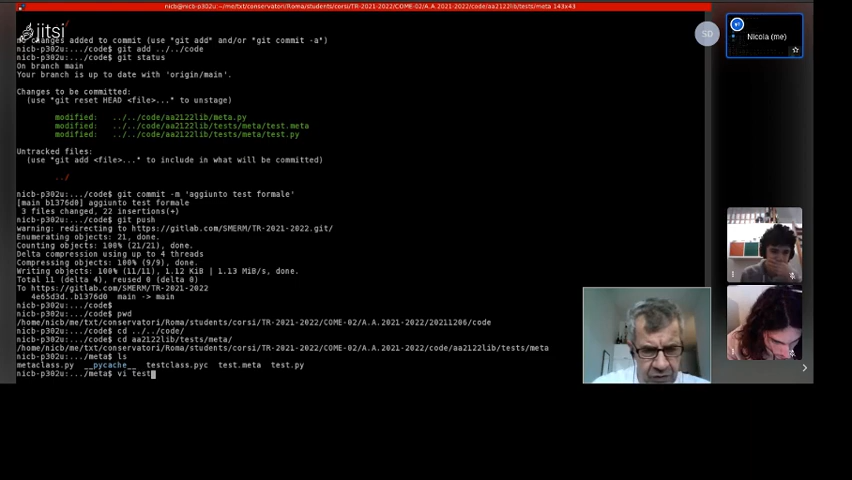 nicb@nicb-p302u: ~/me/txt/conservatori/Roma/students/corsi/TR-2021-2022/COME-02/A.A.2021-2022/code/aa2122lib/tests/meta 143x43
jitsi
no changes added to commit (use "git add" and/or "git commit -a")
nicb-p302u:.../code$ git add ../../code
nicb-p302u:.../code$ git status
On branch main
Your branch is up to date with 'origin/main'.
Changes to be committed:
(use "git reset HEAD <file>..." to unstage)
modified: ../../code/aa2122lib/meta.py
modified: ../../code/aa2122lib/tests/meta/test.meta
modified: ../../code/aa2122lib/tests/meta/test.py
Untracked files:
(use "git add <file>..." to include in what will be committed)
../
nicb-p302u:.../code$ git commit -m 'aggiunto test formale'
[main b1376d0] aggiunto test formale
3 files changed, 22 insertions(+)
nicb-p302u:.../code$ git push
warning: redirecting to https://gitlab.com/SMERM/TR-2021-2022.git/
Enumerating objects: 21, done.
Counting objects: 100% (21/21), done.
Delta compression using up to 4 threads
Compressing objects: 100% (9/9), done.
Writing objects: 100% (11/11), 1.12 KiB | 1.13 MiB/s, done.
Total 11 (delta 4), reused 0 (delta 0)
To https://gitlab.com/SMERM/TR-2021-2022
4e65d3d..b1376d0 main -> main
nicb-p302u:.../code$
nicb-p302u:.../code$ pwd
/home/nicb/me/txt/conservatori/Roma/students/corsi/TR-2021-2022/COME-02/A.A.2021-2022/20211206/code
nicb-p302u:.../code$ cd ../../code/
nicb-p302u:.../code$ cd aa2122lib/tests/meta/
/home/nicb/me/txt/conservatori/Roma/students/corsi/TR-2021-2022/COME-02/A.A.2021-2022/code/aa2122lib/tests/meta
nicb-p302u:.../meta$ ls
metaclass.py __pycache__ testclass.pyc test.meta test.py
nicb-p302u:.../meta$ vi test
SD
Nicola (me)